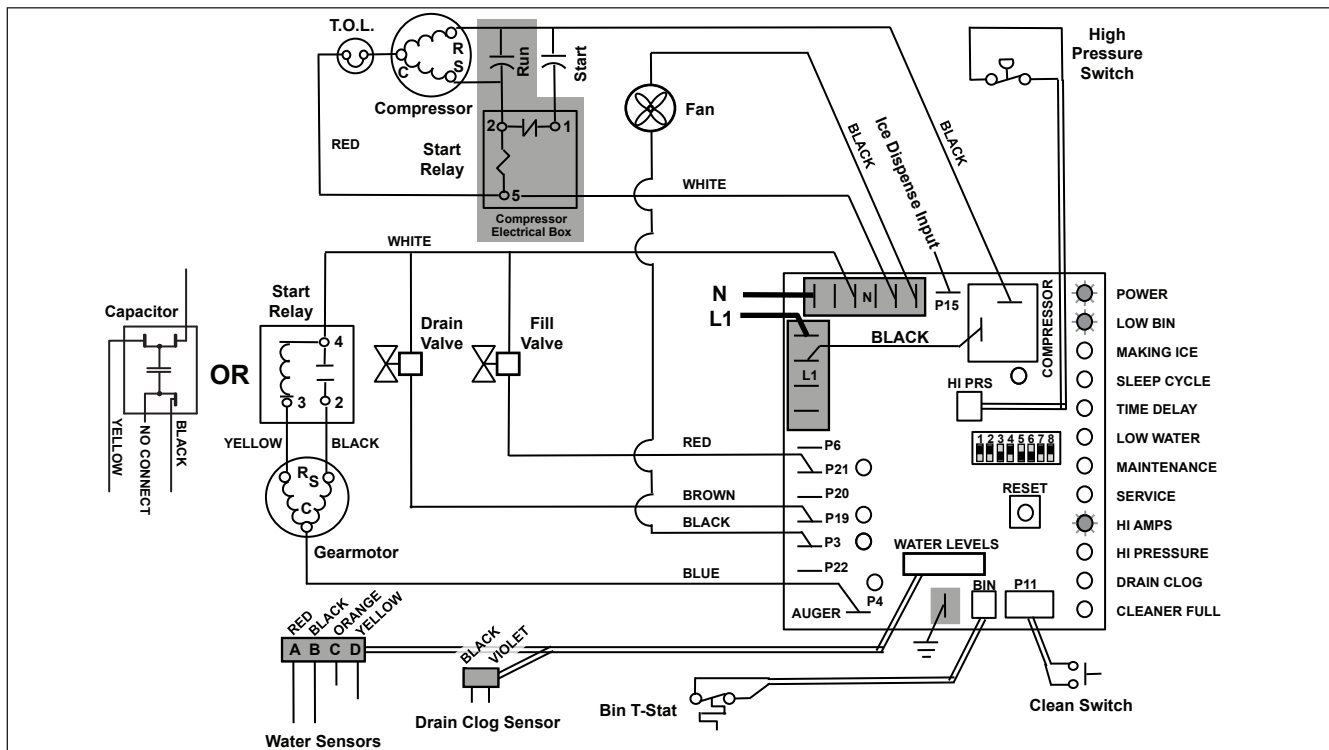 T.O.L.
R
S
C
Compressor
Run
Start
2
1
Start
Relay
5
Compressor
Electrical Box
RED
WHITE
Fan
BLACK
Ice Dispense Input
BLACK
High
Pressure
Switch
WHITE
Capacitor
YELLOW
NO CONNECT
BLACK
OR
Start
Relay
4
3
2
YELLOW
BLACK
R
S
C
Gearmotor
Drain
Valve
Fill
Valve
N
L1
N
P15
L1
BLACK
COMPRESSOR
HI PRS
1 2 3 4 5 6 7 8
RESET
RED
BROWN
BLACK
BLUE
P6
P21
P20
P19
P3
P22
P4
AUGER
WATER LEVELS
BIN
P11
POWER
LOW BIN
MAKING ICE
SLEEP CYCLE
TIME DELAY
LOW WATER
MAINTENANCE
SERVICE
HI AMPS
HI PRESSURE
DRAIN CLOG
CLEANER FULL
RED
BLACK
ORANGE
YELLOW
A B C D
Water Sensors
BLACK
VIOLET
Drain Clog Sensor
Bin T-Stat
Clean Switch